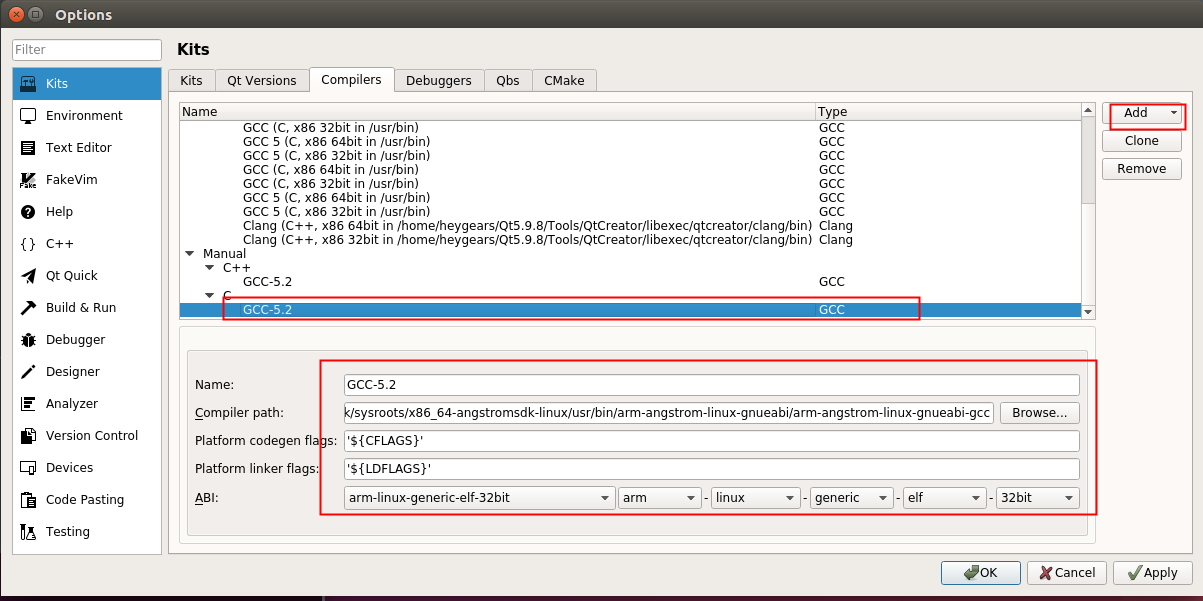 Options
Filter
Kits
Environment
Text Editor
FakeVim
Help
{} C++
Qt Quick
Build & Run
Debugger
Designer
Analyzer
Version Control
Devices
Code Pasting
Testing
Kits
Kits Qt Versions Compilers Debuggers Qbs CMake
Name Type
GCC (C, x86 32bit in /usr/bin) GCC
GCC 5 (C, x86 64bit in /usr/bin) GCC
GCC 5 (C, x86 32bit in /usr/bin) GCC
GCC (C, x86 64bit in /usr/bin) GCC
GCC (C, x86 32bit in /usr/bin) GCC
GCC 5 (C, x86 64bit in /usr/bin) GCC
GCC 5 (C, x86 32bit in /usr/bin) GCC
Clang (C++, x86 64bit in /home/heygears/Qt5.9.8/Tools/QtCreator/libexec/qtcreator/clang/bin) Clang
Clang (C++, x86 32bit in /home/heygears/Qt5.9.8/Tools/QtCreator/libexec/qtcreator/clang/bin) Clang
Manual
C++
GCC-5.2 GCC
C
GCC-5.2 GCC
Add
Clone
Remove
Name: GCC-5.2
Compiler path: k/sysroots/x86_64-angstromsdk-linux/usr/bin/arm-angstrom-linux-gnueabi/arm-angstrom-linux-gnueabi-gcc Browse...
Platform codegen flags: '${CFLAGS}'
Platform linker flags: '${LDFLAGS}'
ABI: arm-linux-generic-elf-32bit arm - linux - generic - elf - 32bit
OK Cancel Apply